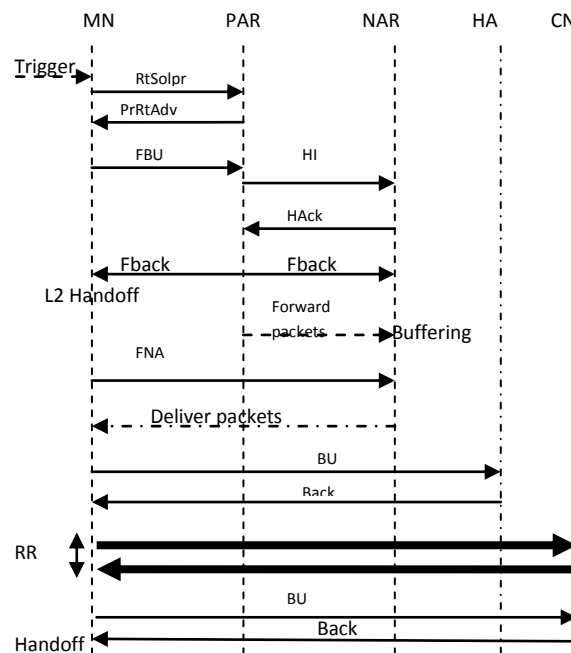 MN PAR NAR HA CN
Trigger
RtSolpr
PrRtAdv
FBU HI
HAck
Fback Fback
L2 Handoff
Forward
packets Buffering
FNA
Deliver packets
BU
Back
RR
BU
Back
Handoff